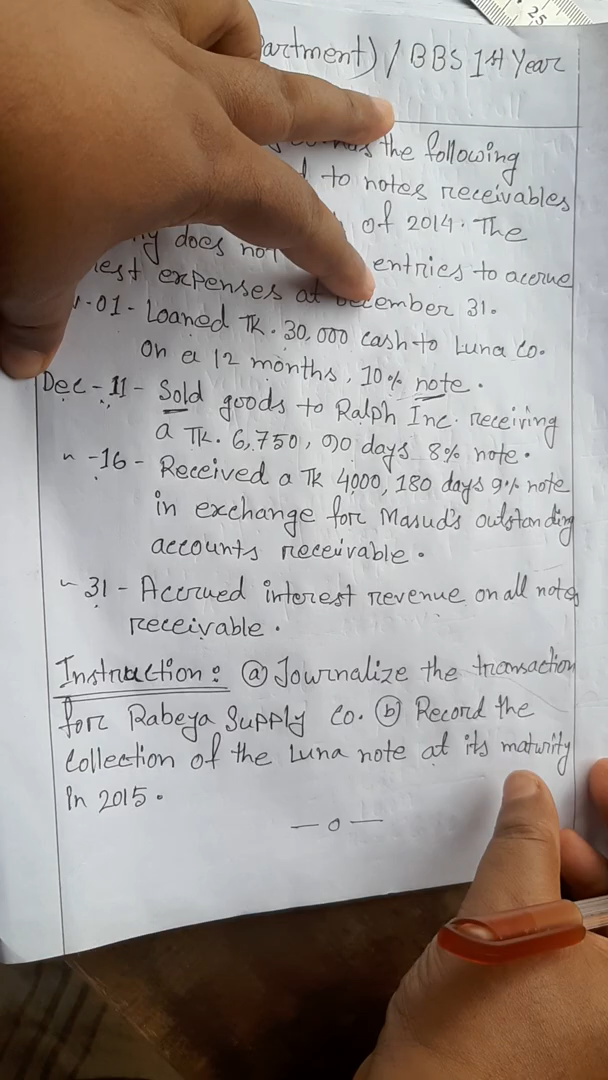 partment) / BBS 1st Year
the following
to notes receivables
of 2014. The
does not entries to accrue
expenses at December 31.
-01 - Loaned TK. 30,000 cash to Luna Co.
on a 12 months, 10% note.
Dec - 11 - Sold goods to Ralph Inc. receiving
a TK. 6,750, 90 days 8% note.
" -16 - Received a TK 4000, 180 days 9% note
in exchange for Masud's outstanding
accounts receivable.
" 31 - Accrued interest revenue on all notes
receivable.
Instruction: (a) Journalize the transaction
for Rabeya Supply Co. (b) Record the
collection of the Luna note at its maturity
in 2015.
— o —
25